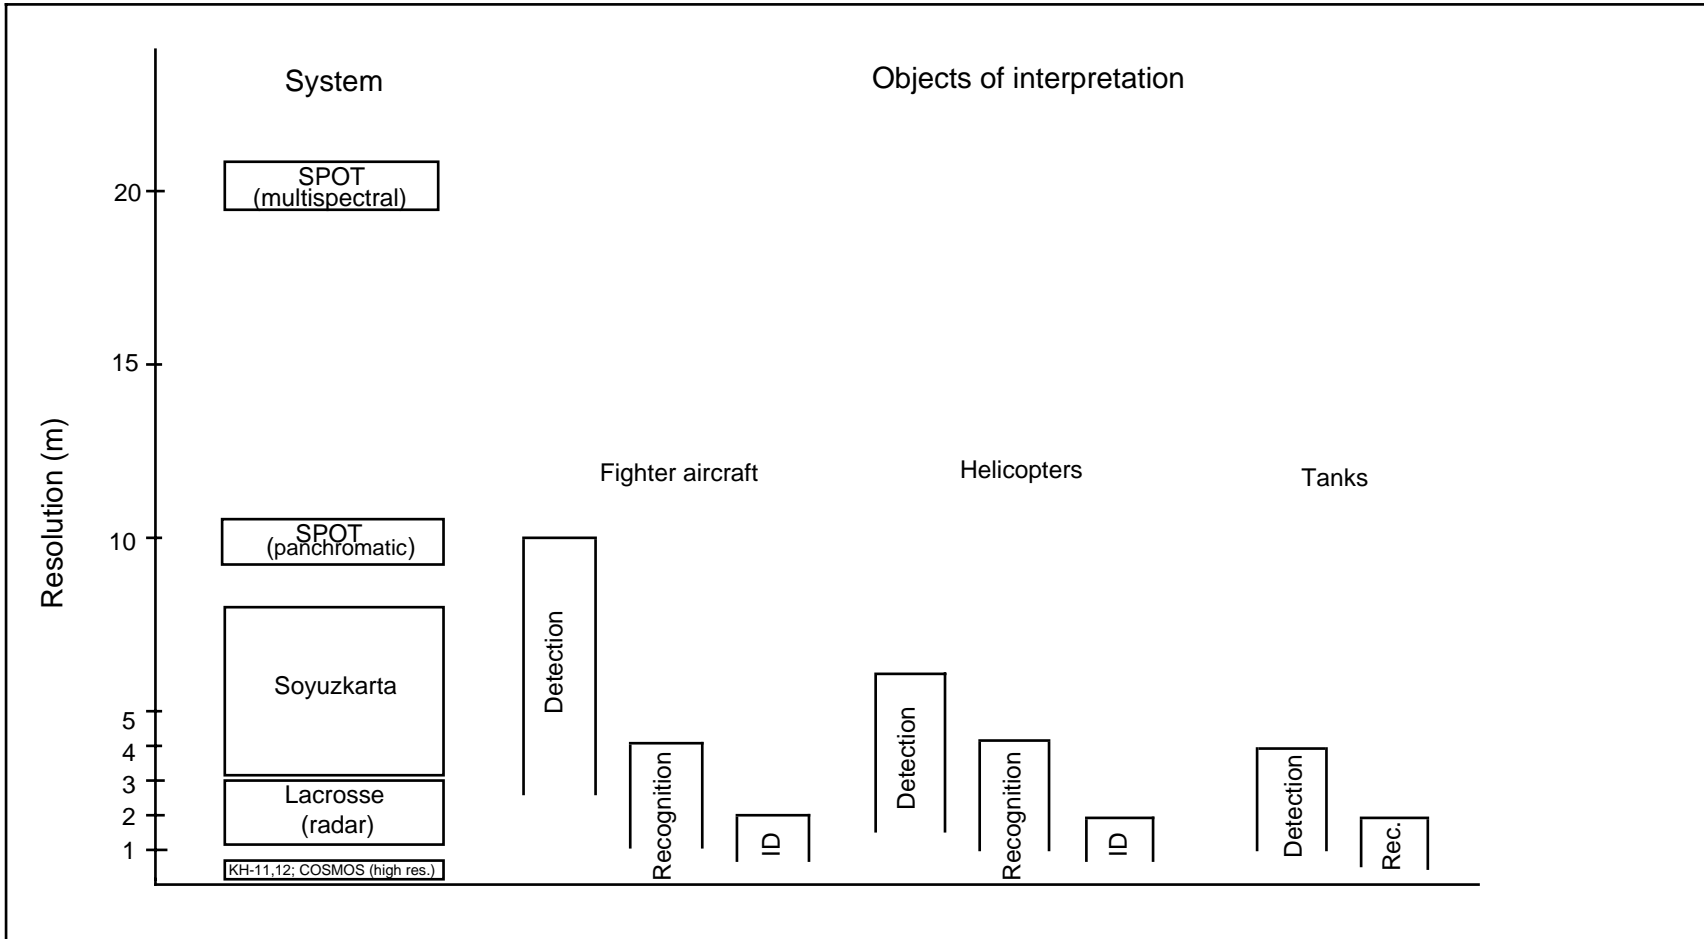 System
Objects of interpretation
SPOT
(multispectral)
20
15
Resolution (m)
Fighter aircraft
Helicopters
Tanks
10
SPOT
(panchromatic)
Soyuzkarta
5
4
3
2
1
Lacrosse
(radar)
KH-11,12; COSMOS (high res.)
Detection
Recognition
ID
Detection
Recognition
ID
Detection
Rec.